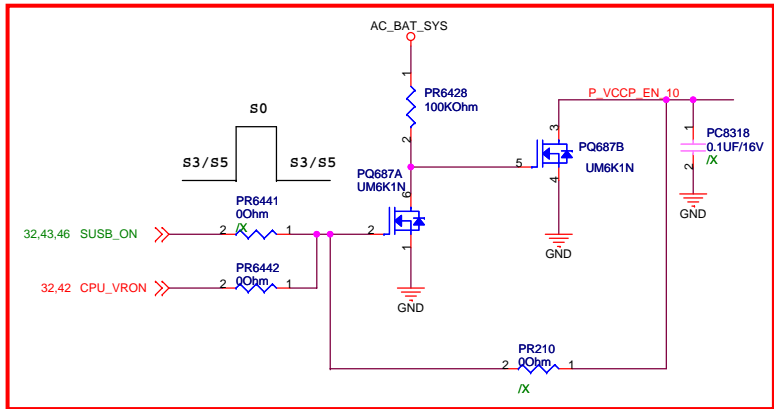 AC_BAT_SYS
1
PR6428
100KOhm
2
P_VCCP_EN_10
S0
S3/S5
S3/S5
3
5
PQ687B
UM6K1N
4
GND
1
PC8318
0.1UF/16V
2
/X
GND
PQ687A
UM6K1N
6
2
1
GND
PR6441
32,43,46 SUSB_ON
2
0Ohm
1
/X
PR6442
32,42 CPU_VRON
2
0Ohm
1
PR210
2
0Ohm
1
/X